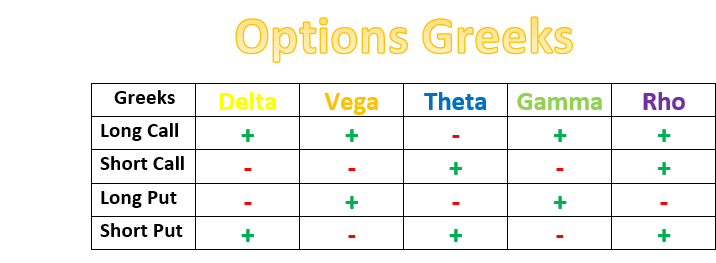 Options Greeks
Greeks Delta Vega Theta Gamma Rho
Long Call + + - + +
Short Call - - + - +
Long Put - + - + -
Short Put + - + - +